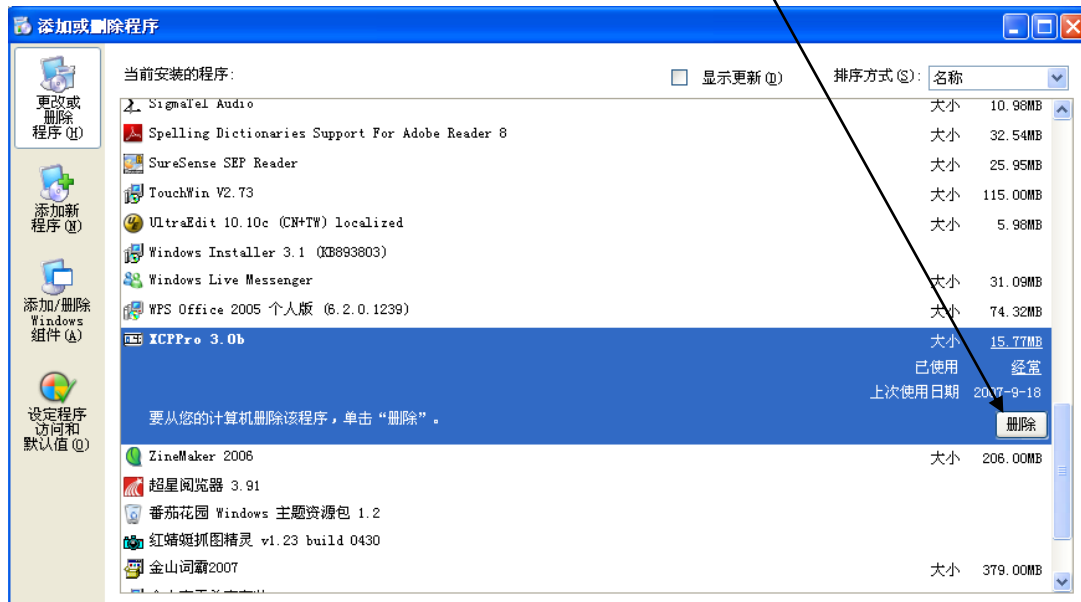 添加或删除程序
更改或
删除
程序(H)
添加新
程序(N)
添加/删除
Windows
组件(A)
设定程序
访问和
默认值(O)
当前安装的程序:
显示更新(D)
排序方式(S): 名称
SigmaTel Audio 大小 10.98MB
Spelling Dictionaries Support For Adobe Reader 8 大小 32.54MB
SureSense SEP Reader 大小 25.95MB
TouchWin V2.73 大小 115.00MB
UltraEdit 10.10c (CN+TW) localized 大小 5.98MB
Windows Installer 3.1 (KB893803)
Windows Live Messenger 大小 31.09MB
WPS Office 2005 个人版 (6.2.0.1239) 大小 74.32MB
XCPPro 3.0b 大小 15.77MB
已使用 经常
上次使用日期 2007-9-18
要从您的计算机删除该程序,单击“删除”。 删除
ZineMaker 2006 大小 206.00MB
超星阅览器 3.91
番茄花园 Windows 主题资源包 1.2
红蜻蜓抓图精灵 v1.23 build 0430
金山词霸2007 大小 379.00MB